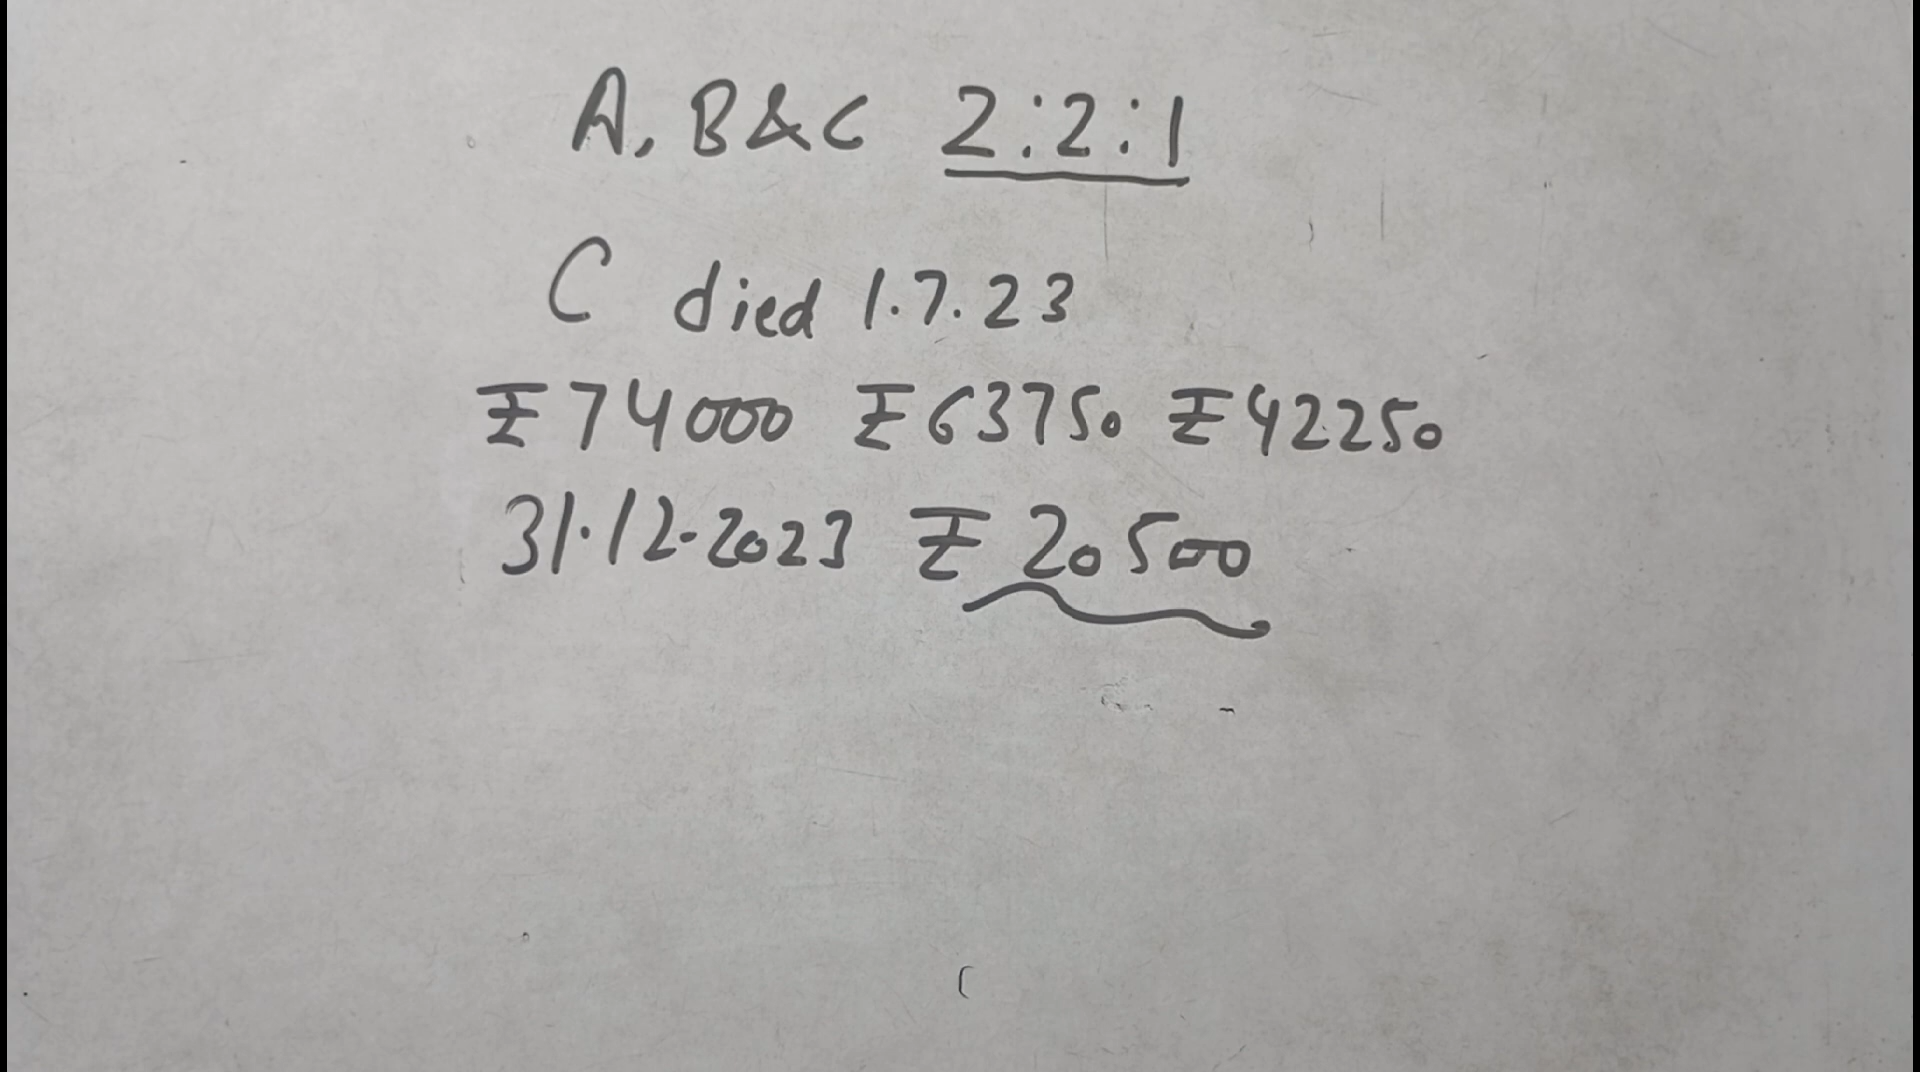 A, B & C 2:2:1
C died 1.7.23
₹74000 ₹63750 ₹42250
31.12.2023 ₹20500